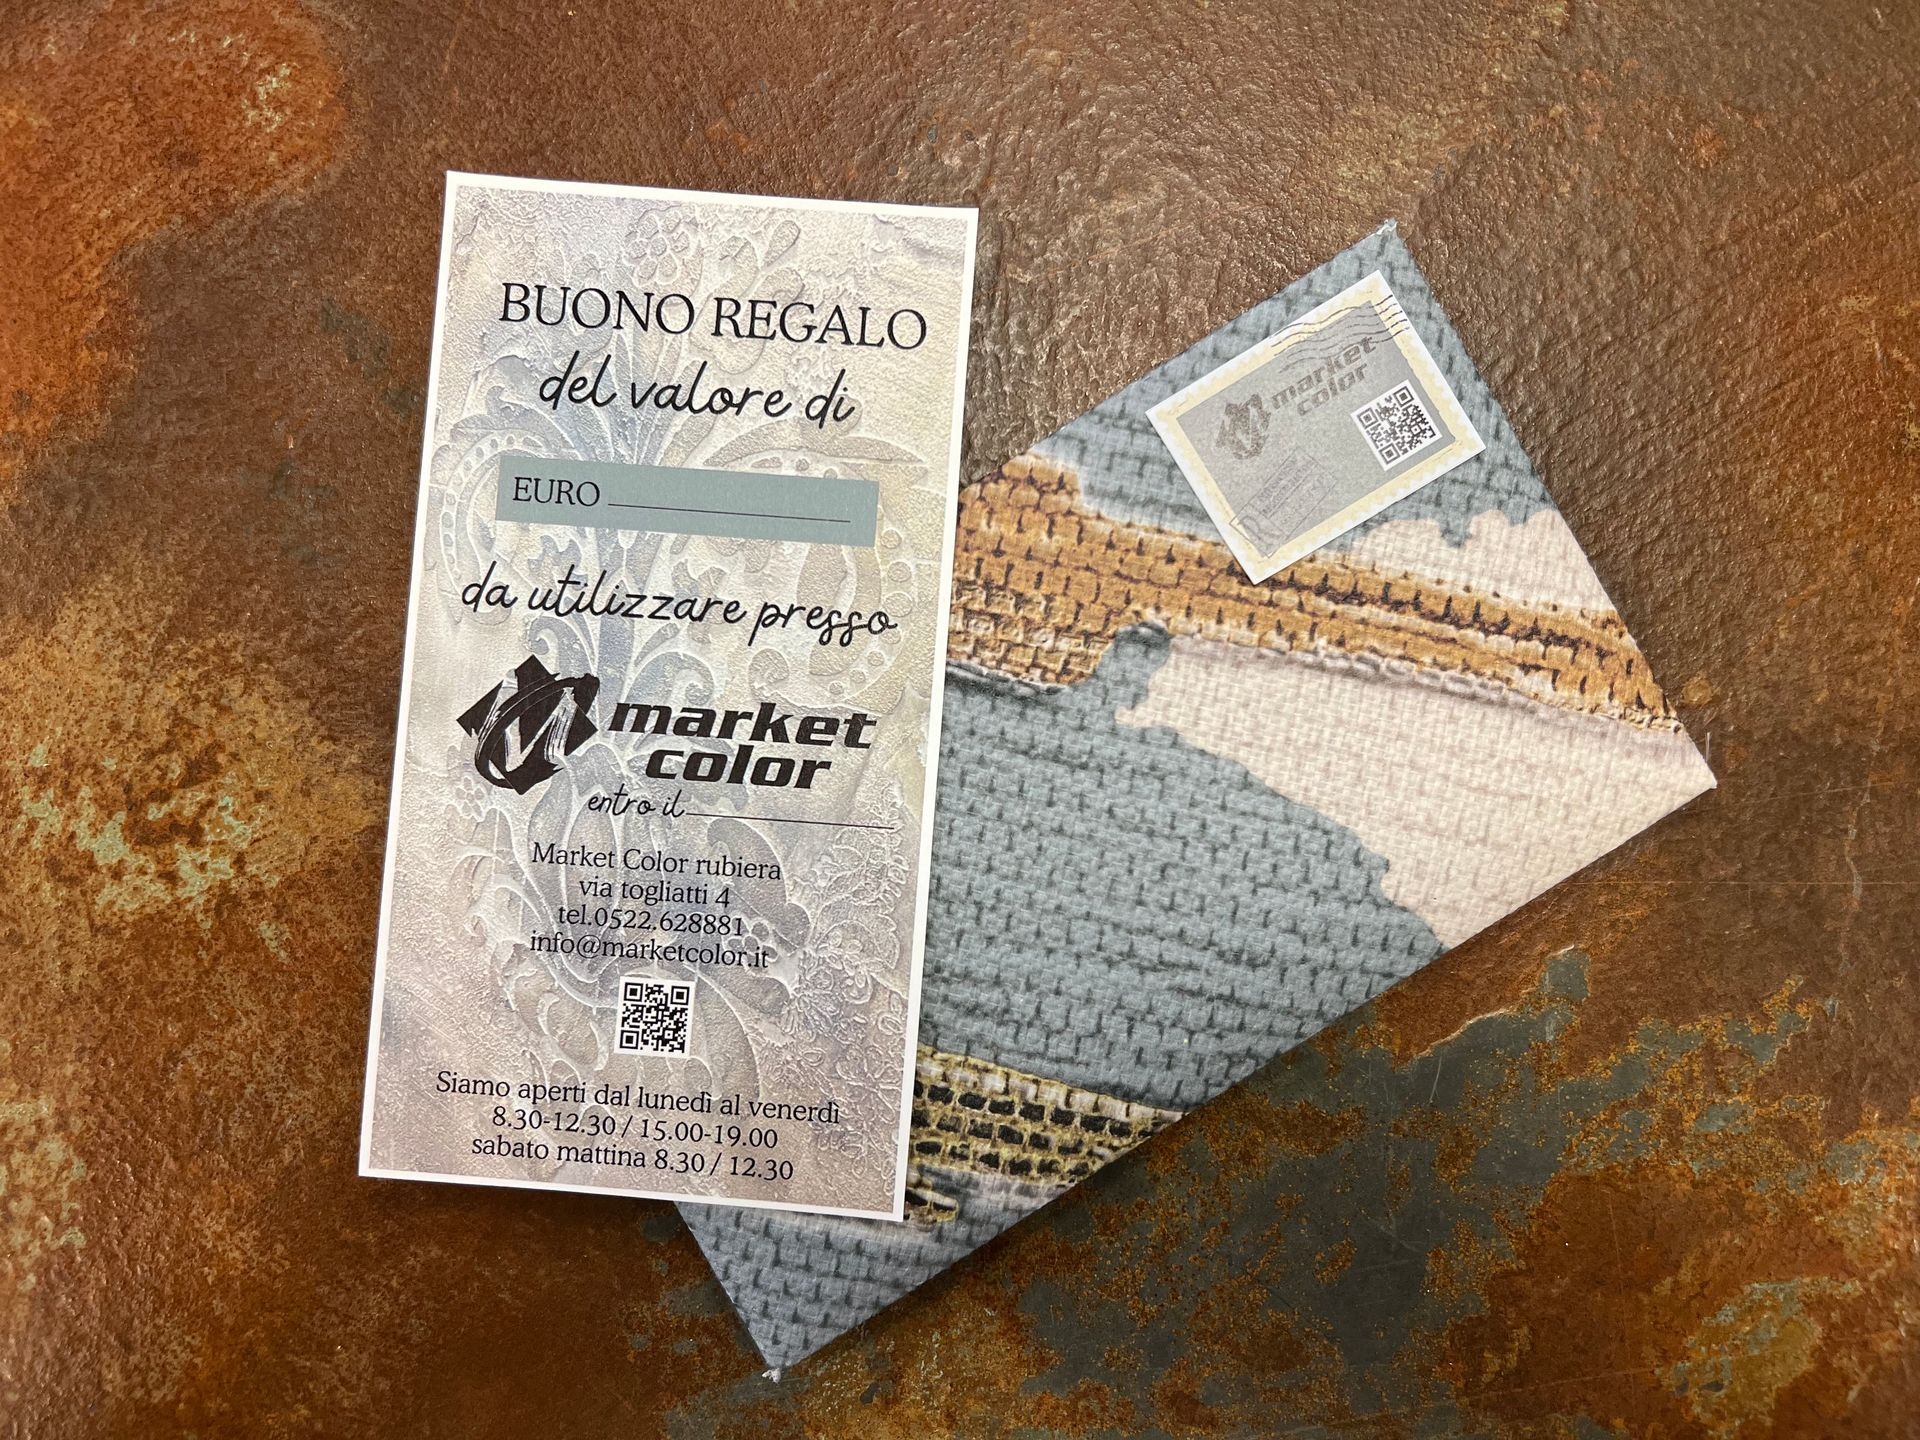 BUONO REGALO
del valore di
EURO
da utilizzare presso
market
color
entro il
Market Color rubiera
via togliatti 4
tel.0522.628881
info@marketcolor.it
Siamo aperti dal lunedì al venerdì
8.30-12.30 / 15.00-19.00
sabato mattina 8.30 / 12.30
market
color